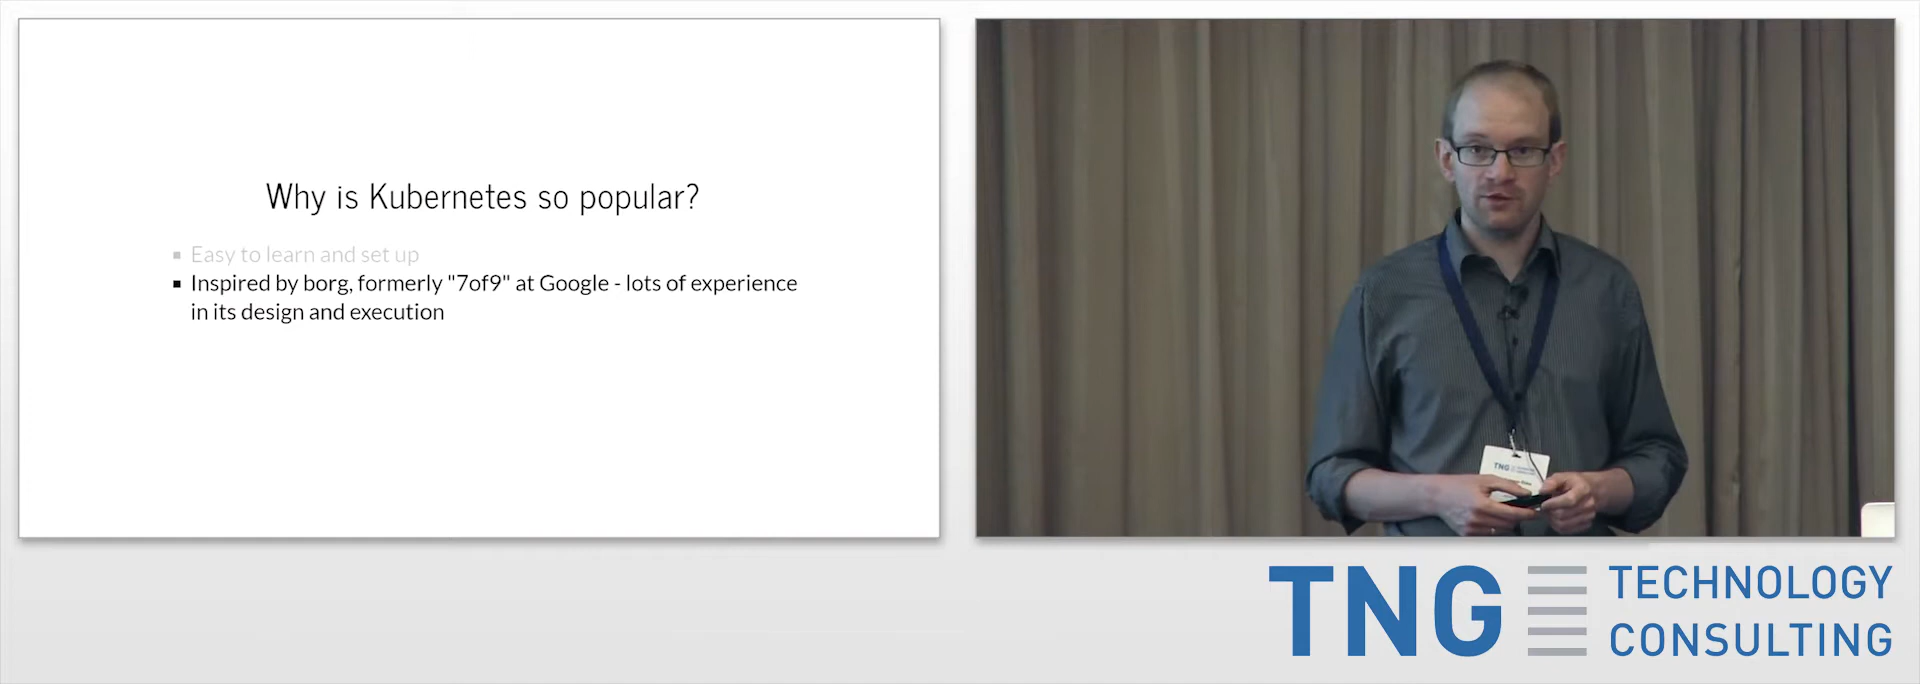 Why is Kubernetes so popular?
Easy to learn and set up
Inspired by borg, formerly "7of9" at Google - lots of experience
in its design and execution
TNG
TNG TECHNOLOGY
CONSULTING